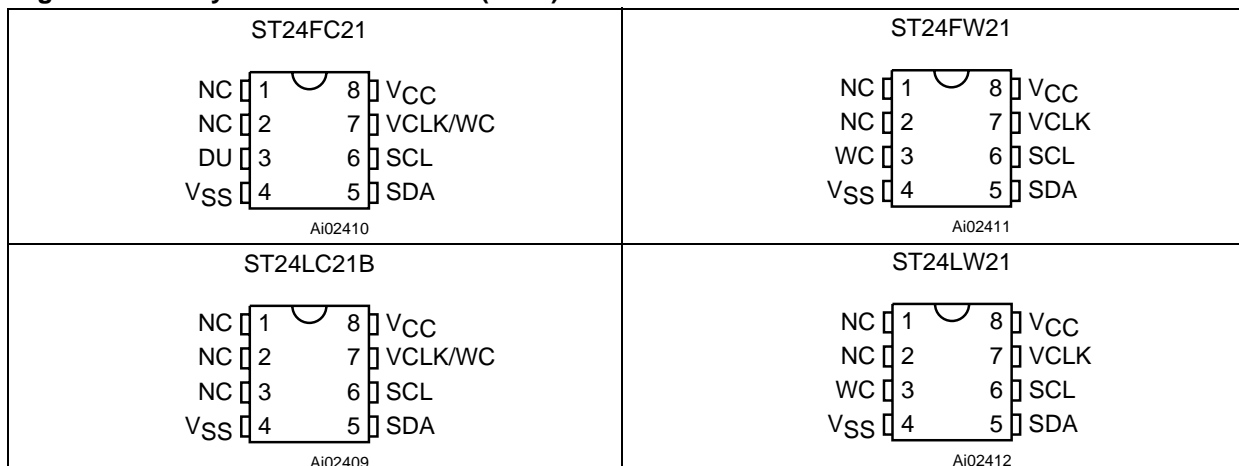 ST24FC21
NC 1 8 VCC
NC 2 7 VCLK/WC
DU 3 6 SCL
VSS 4 5 SDA
Ai02410
ST24FW21
NC 1 8 VCC
NC 2 7 VCLK
WC 3 6 SCL
VSS 4 5 SDA
Ai02411
ST24LC21B
NC 1 8 VCC
NC 2 7 VCLK/WC
NC 3 6 SCL
VSS 4 5 SDA
Ai02409
ST24LW21
NC 1 8 VCC
NC 2 7 VCLK
WC 3 6 SCL
VSS 4 5 SDA
Ai02412